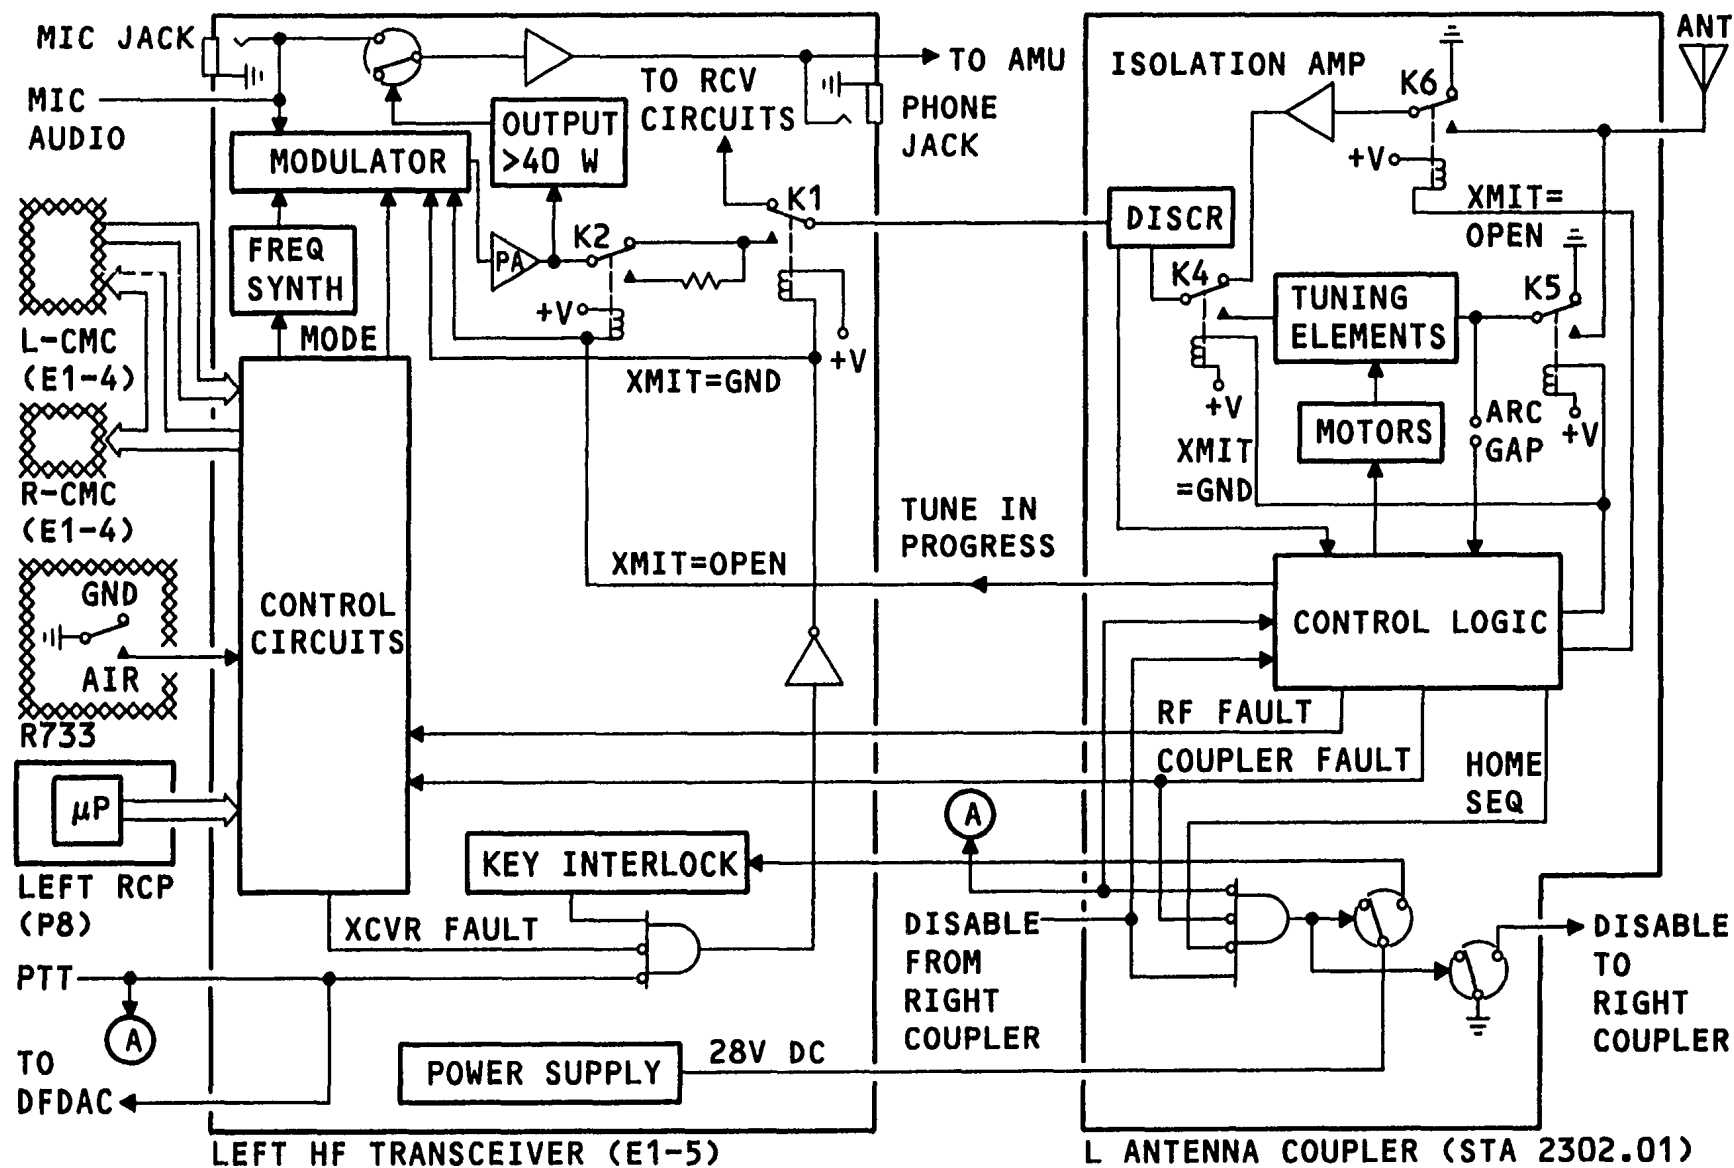 MIC JACK
MIC
AUDIO
MODULATOR
OUTPUT
>40 W
TO RCV
CIRCUITS
TO AMU
PHONE
JACK
FREQ
SYNTH
MODE
PA
K2
+V
K1
+V
XMIT=GND
L-CMC
(E1-4)
R-CMC
(E1-4)
GND
AIR
R733
CONTROL
CIRCUITS
XMIT=OPEN
TUNE IN
PROGRESS
µP
LEFT RCP
(P8)
KEY INTERLOCK
XCVR FAULT
PTT
A
TO
DFDAC
POWER SUPPLY
28V DC
LEFT HF TRANSCEIVER (E1-5)
ISOLATION AMP
K6
ANT
+V
XMIT=
OPEN
DISCR
K4
+V
XMIT
=GND
TUNING
ELEMENTS
K5
+V
MOTORS
ARC
GAP
CONTROL LOGIC
RF FAULT
COUPLER FAULT
HOME
SEQ
A
DISABLE
FROM
RIGHT
COUPLER
DISABLE
TO
RIGHT
COUPLER
L ANTENNA COUPLER (STA 2302.01)